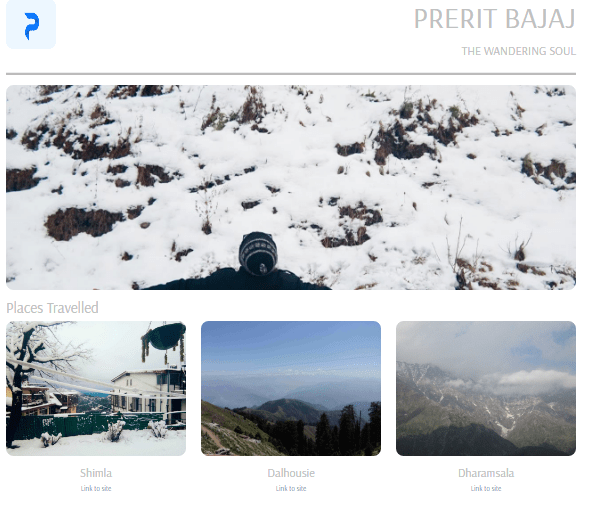 PRERIT BAJAJ
THE WANDERING SOUL
Places Travelled
Shimla
Link to site
Dalhousie
Link to site
Dharamsala
Link to site